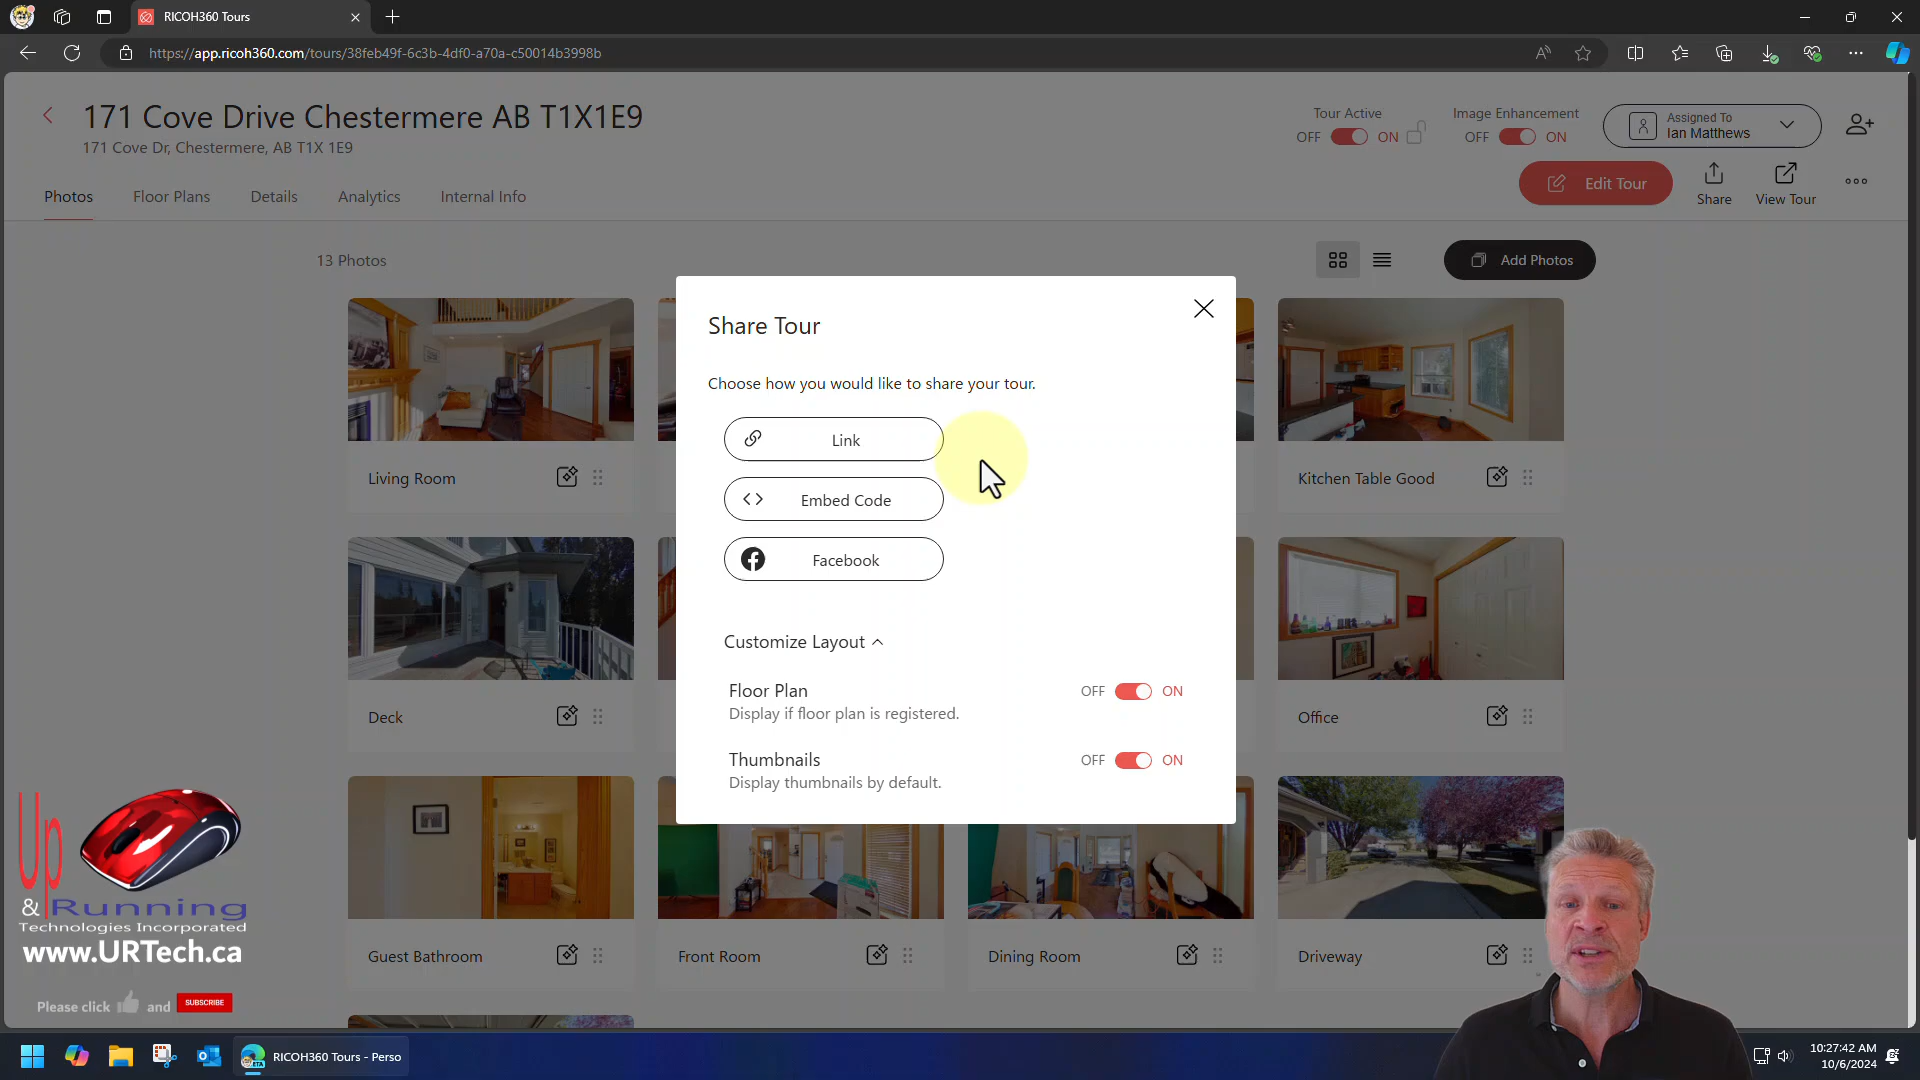 RICOH360 Tours
https://app.ricoh360.com/tours/38feb49f-6c3b-4df0-a70a-c50014b3998b
171 Cove Drive Chestermere AB T1X1E9
171 Cove Dr, Chestermere, AB T1X 1E9
Tour Active
OFF ON
Image Enhancement
OFF ON
Assigned To
Ian Matthews
Photos Floor Plans Details Analytics Internal Info
Edit Tour
Share
View Tour
13 Photos
Add Photos
Share Tour
Choose how you would like to share your tour.
Link
Embed Code
Facebook
Customize Layout
Floor Plan
OFF ON
Display if floor plan is registered.
Thumbnails
OFF ON
Display thumbnails by default.
Living Room
Kitchen Table Good
Deck
Office
Guest Bathroom
Front Room
Dining Room
Driveway
Up
& Running
Technologies Incorporated
www.URTech.ca
Please click and SUBSCRIBE
RICOH360 Tours - Perso
10:27:42 AM
10/6/2024